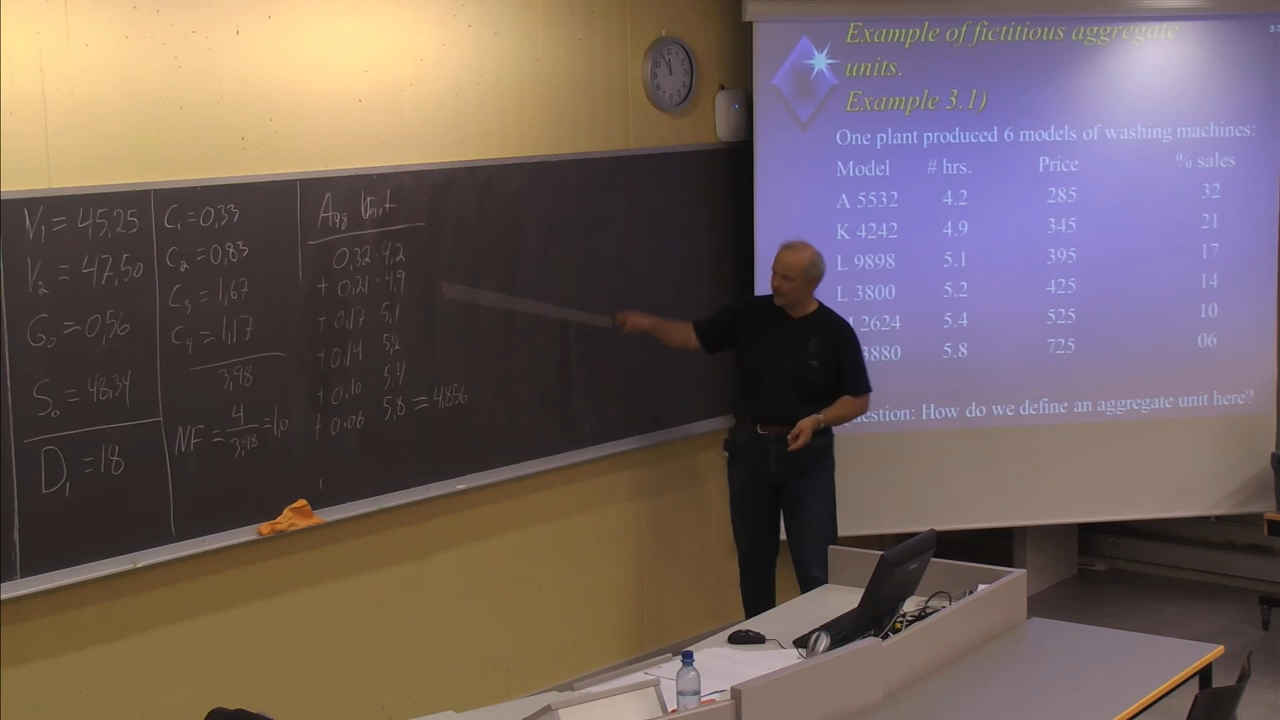 V₁ = 45,25
V₂ = 47,50
G₀ = 0,56
S₀ = 48,34
D₁ = 18
C₁ = 0,33
C₂ = 0,83
C₃ = 1,67
C₄ = 1,17
3,98
NF = 4/3,98 = 1,0
Agg Unit
0,32 · 4,2
+ 0,21 · 4,9
+ 0,17 5,1
+ 0,14 5,2
+ 0,10 · 5,4
+ 0,06 5,8 = 4,856
Example of fictitious aggregate
units.
Example 3.1)
One plant produced 6 models of washing machines:
Model # hrs. Price % sales
A 5532 4.2 285 32
K 4242 4.9 345 21
L 9898 5.1 395 17
L 3800 5.2 425 14
2624 5.4 525 10
3880 5.8 725 06
uestion: How do we define an aggregate unit here?